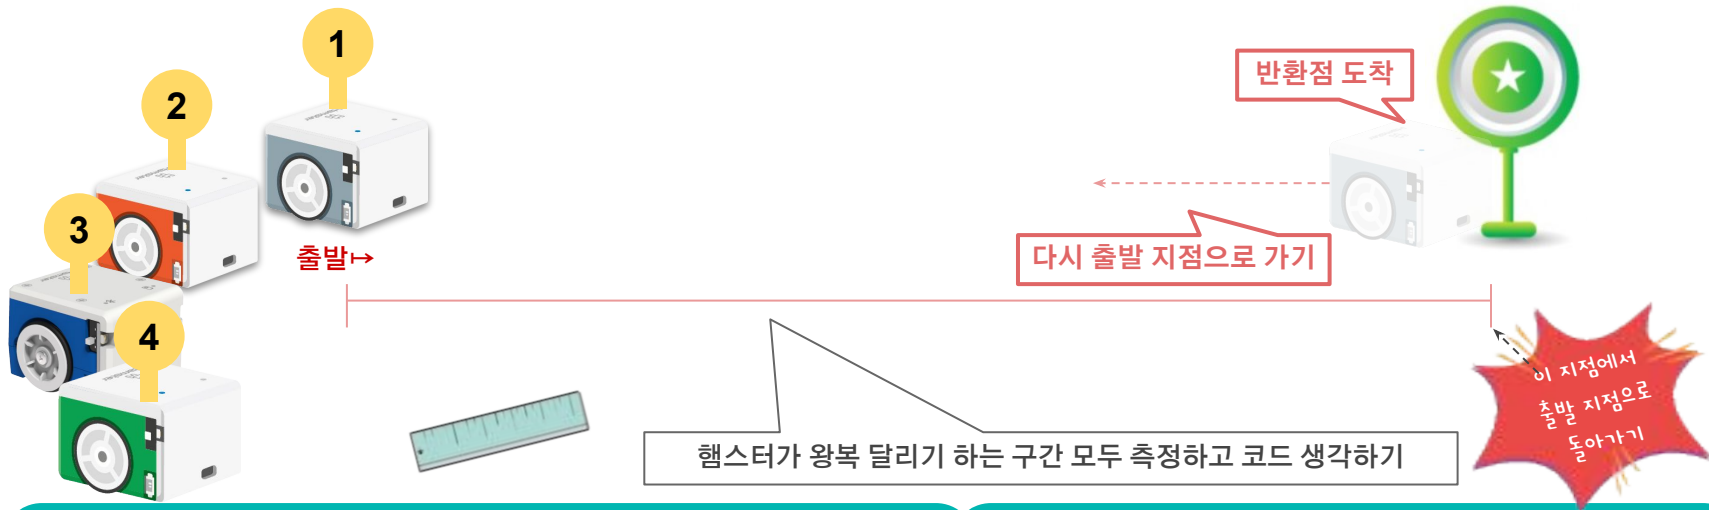 1
2
3
4
출발↦
반환점 도착
다시 출발 지점으로 가기
햄스터가 왕복 달리기 하는 구간 모두 측정하고 코드 생각하기
이 지점에서
출발 지점으로
돌아가기